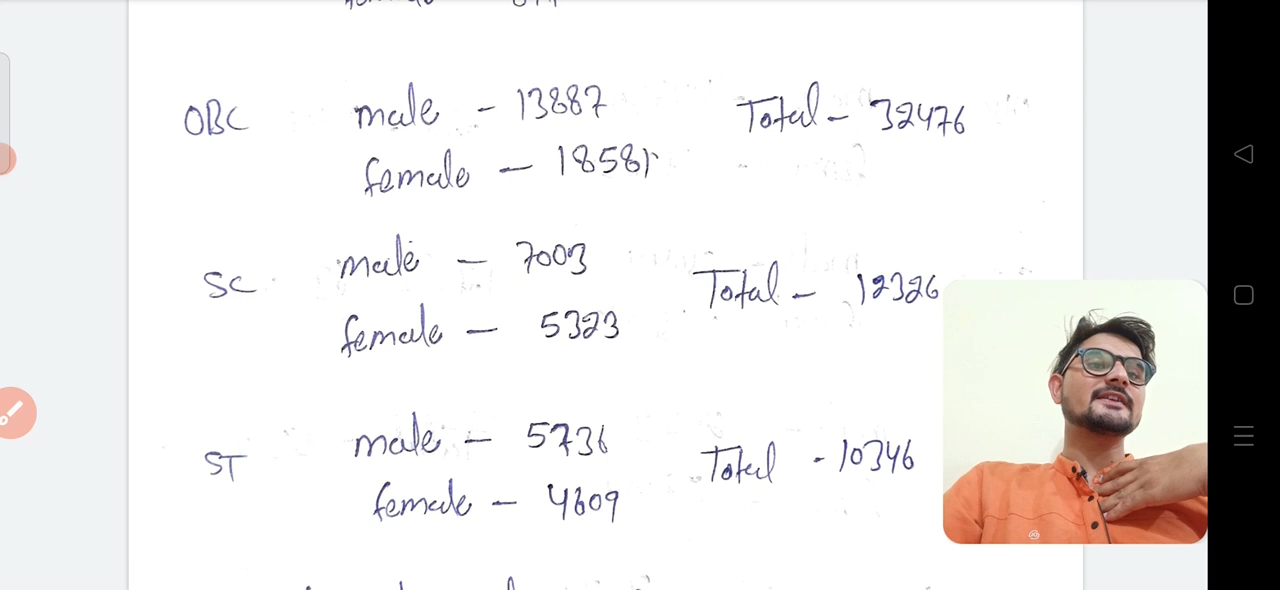 OBC male - 13887 Total - 32476
female - 18581
SC male - 7003 Total - 12326
female - 5323
ST male - 5736 Total - 10346
female - 4609